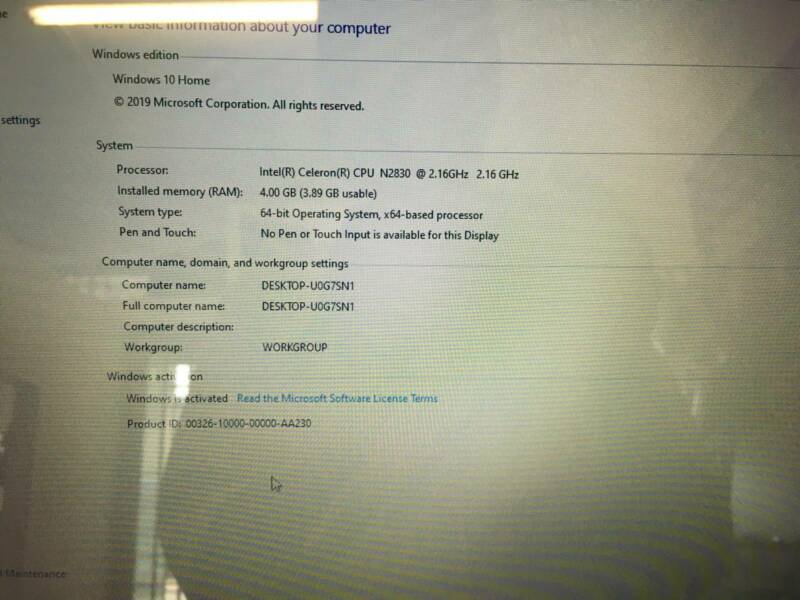 View basic information about your computer
Windows edition
Windows 10 Home
© 2019 Microsoft Corporation. All rights reserved.
settings
System
Processor: Intel(R) Celeron(R) CPU N2830 @ 2.16GHz 2.16 GHz
Installed memory (RAM): 4.00 GB (3.89 GB usable)
System type: 64-bit Operating System, x64-based processor
Pen and Touch: No Pen or Touch Input is available for this Display
Computer name, domain, and workgroup settings
Computer name: DESKTOP-U0G7SN1
Full computer name: DESKTOP-U0G7SN1
Computer description:
Workgroup: WORKGROUP
Windows activation
Windows is activated Read the Microsoft Software License Terms
Product ID: 00326-10000-00000-AA230
Maintenance